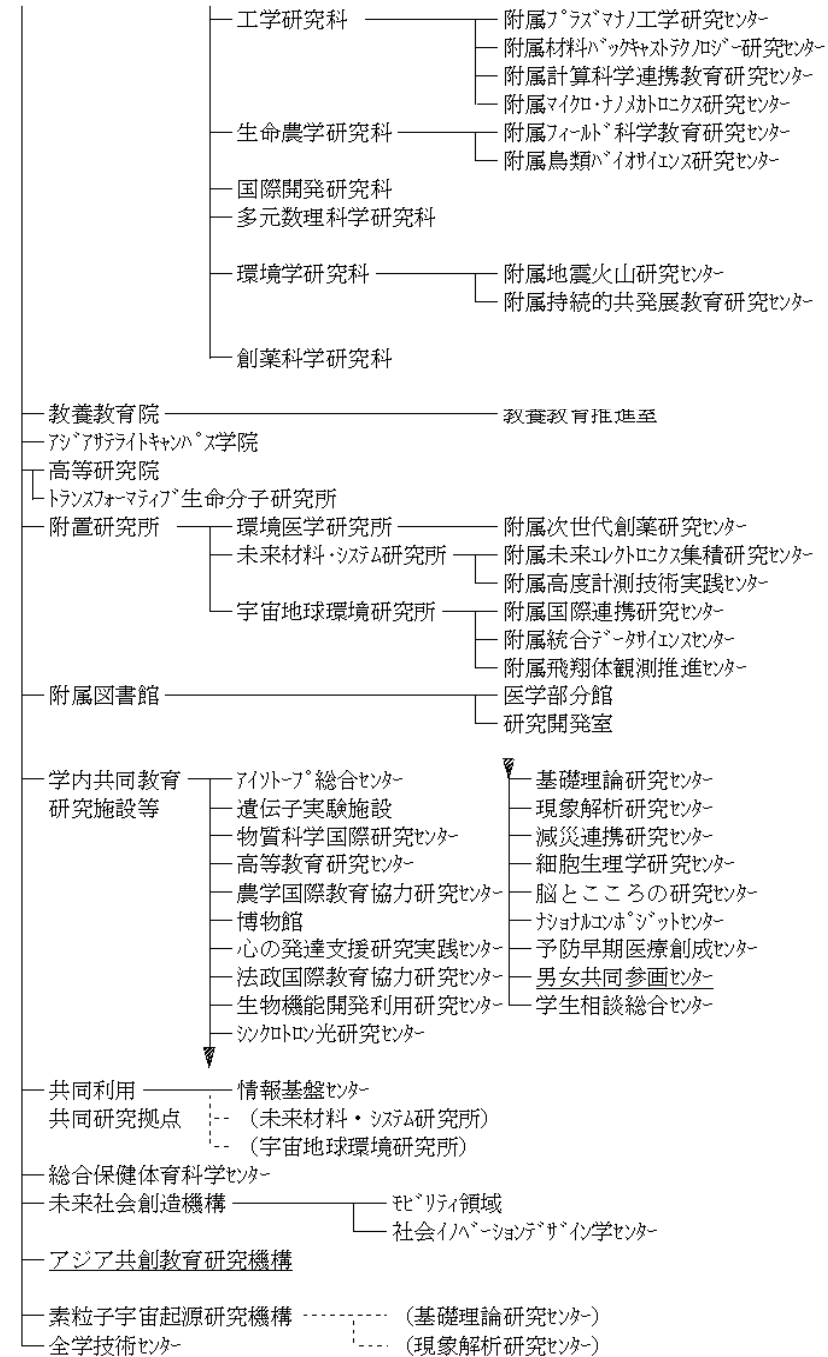 工学研究科 附属ﾌﾟﾗｽﾞﾏﾅﾉ工学研究ｾﾝﾀｰ
附属材料ﾊﾞｯｸｷｬｽﾄﾃｸﾉﾛｼﾞｰ研究ｾﾝﾀｰ
附属計算科学連携教育研究ｾﾝﾀｰ
附属ﾏｲｸﾛ･ﾅﾉﾒｶﾄﾛﾆｸｽ研究ｾﾝﾀｰ
生命農学研究科 附属ﾌｨｰﾙﾄﾞ科学教育研究ｾﾝﾀｰ
附属鳥類ﾊﾞｲｵｻｲｴﾝｽ研究ｾﾝﾀｰ
国際開発研究科
多元数理科学研究科
環境学研究科 附属地震火山研究ｾﾝﾀｰ
附属持続的共発展教育研究ｾﾝﾀｰ
創薬科学研究科
教養教育院 教養教育推進室
ｱｼﾞｱｻﾃﾗｲﾄｷｬﾝﾊﾟｽ学院
高等研究院
ﾄﾗﾝｽﾌｫｰﾏﾃｨﾌﾞ生命分子研究所
附置研究所 環境医学研究所 附属次世代創薬研究ｾﾝﾀｰ
未来材料･ｼｽﾃﾑ研究所 附属未来ｴﾚｸﾄﾛﾆｸｽ集積研究ｾﾝﾀｰ
附属高度計測技術実践ｾﾝﾀｰ
宇宙地球環境研究所 附属国際連携研究ｾﾝﾀｰ
附属統合ﾃﾞｰﾀｻｲｴﾝｽｾﾝﾀｰ
附属飛翔体観測推進ｾﾝﾀｰ
附属図書館 医学部分館
研究開発室
学内共同教育 ｱｲｿﾄｰﾌﾟ総合ｾﾝﾀｰ 基礎理論研究ｾﾝﾀｰ
研究施設等 遺伝子実験施設 現象解析研究ｾﾝﾀｰ
物質科学国際研究ｾﾝﾀｰ 減災連携研究ｾﾝﾀｰ
高等教育研究ｾﾝﾀｰ 細胞生理学研究ｾﾝﾀｰ
農学国際教育協力研究ｾﾝﾀｰ 脳とこころの研究ｾﾝﾀｰ
博物館 ﾅｼｮﾅﾙｺﾝﾎﾟｼﾞｯﾄｾﾝﾀｰ
心の発達支援研究実践ｾﾝﾀｰ 予防早期医療創成ｾﾝﾀｰ
法政国際教育協力研究ｾﾝﾀｰ 男女共同参画ｾﾝﾀｰ
生物機能開発利用研究ｾﾝﾀｰ 学生相談総合ｾﾝﾀｰ
ｼﾝｸﾛﾄﾛﾝ光研究ｾﾝﾀｰ
共同利用 情報基盤ｾﾝﾀｰ
共同研究拠点 （未来材料・ｼｽﾃﾑ研究所）
（宇宙地球環境研究所）
総合保健体育科学ｾﾝﾀｰ
未来社会創造機構 ﾓﾋﾞﾘﾃｨ領域
社会ｲﾉﾍﾞｰｼｮﾝﾃﾞｻﾞｲﾝ学ｾﾝﾀｰ
アジア共創教育研究機構
素粒子宇宙起源研究機構 （基礎理論研究ｾﾝﾀｰ）
全学技術ｾﾝﾀｰ （現象解析研究ｾﾝﾀｰ）